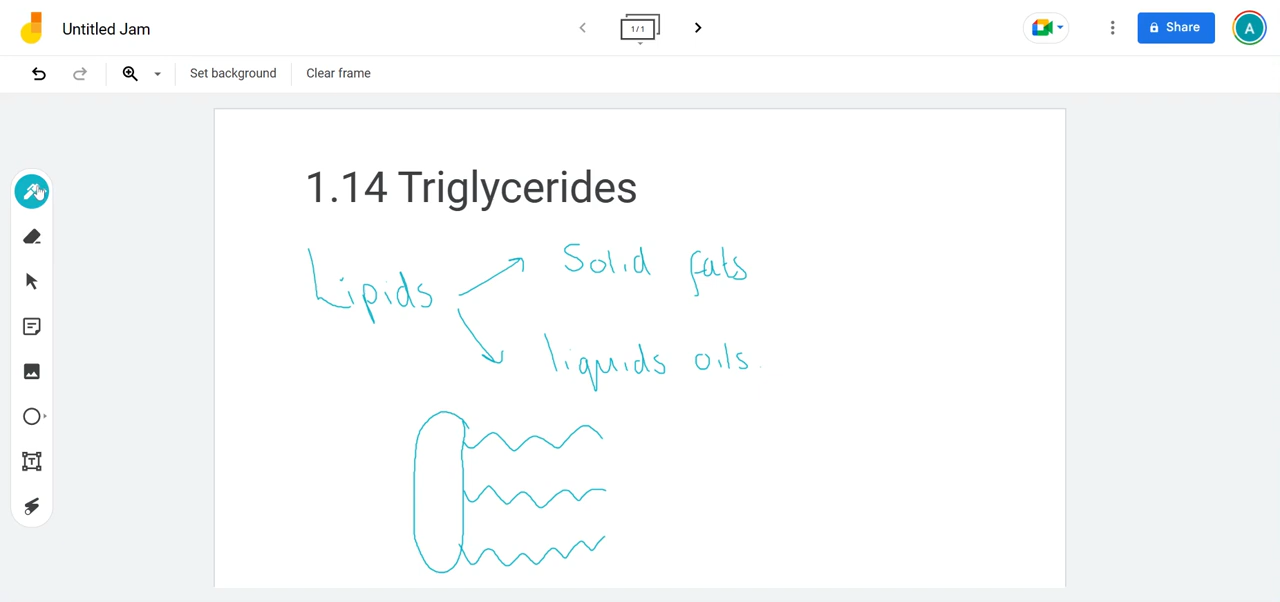 Untitled Jam
1/1
Share
A
Set background
Clear frame
1.14 Triglycerides
Lipids
Solid fats
liquids oils.